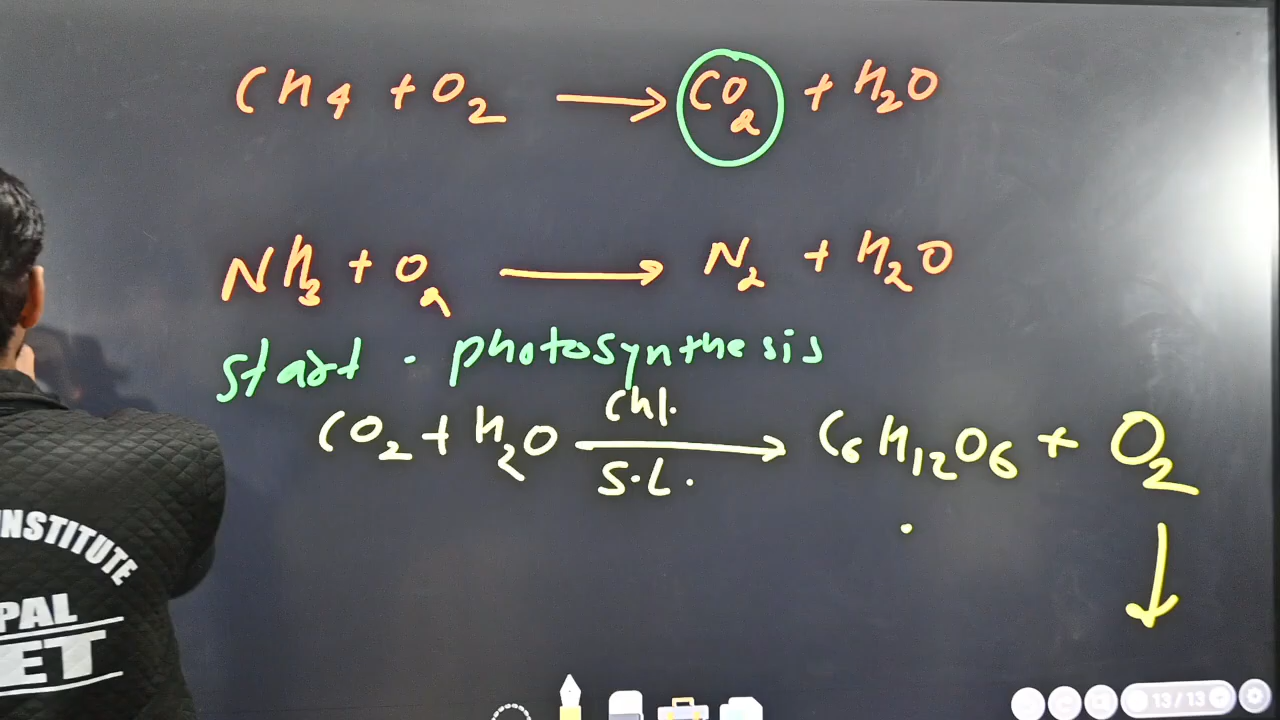 CH4 + O2 → CO2 + H2O
NH3 + O2 → N2 + H2O
start · photosynthesis
Chl.
CO2 + H2O → C6H12O6 + O2
S.L.
INSTITUTE
PAL
ET
13/13